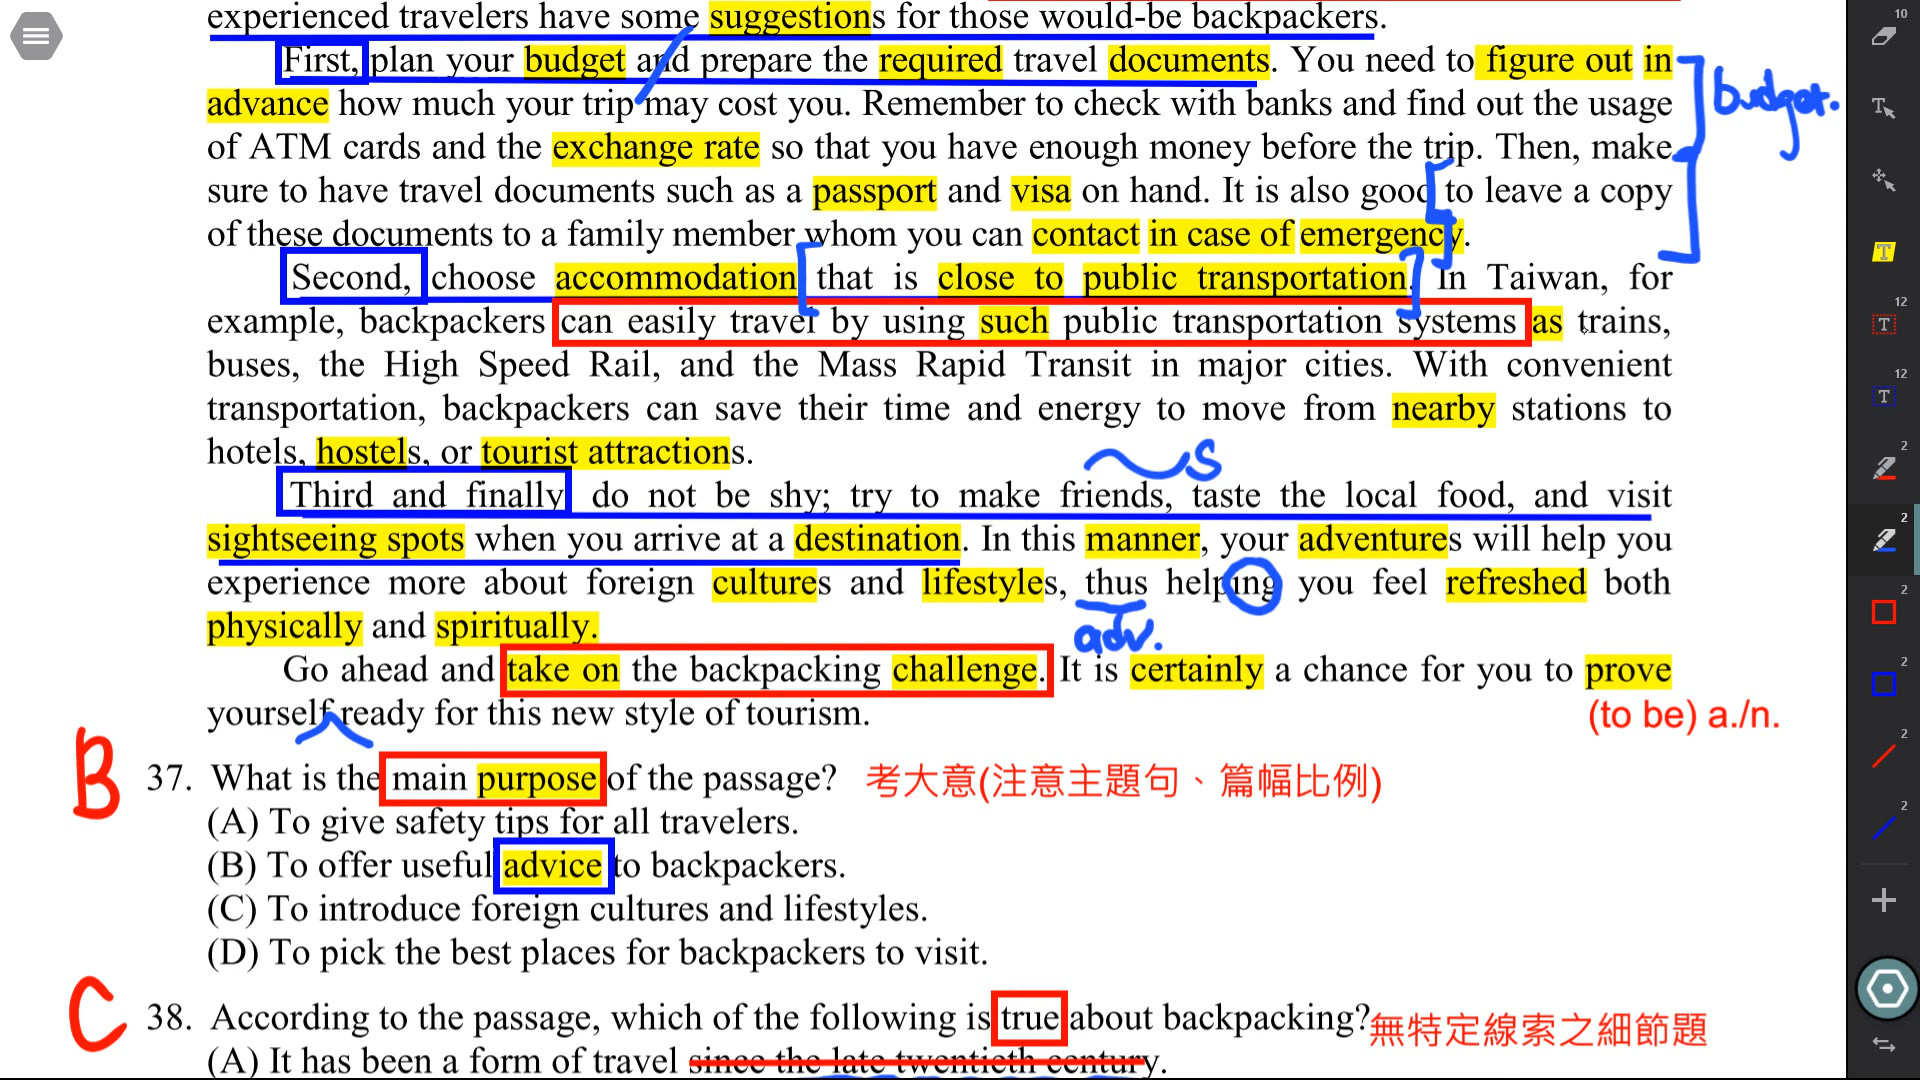 experienced travelers have some suggestions for those would-be backpackers.
First, plan your budget and prepare the required travel documents. You need to figure out in
advance how much your trip may cost you. Remember to check with banks and find out the usage
budget.
of ATM cards and the exchange rate so that you have enough money before the trip. Then, make
sure to have travel documents such as a passport and visa on hand. It is also good to leave a copy
of these documents to a family member whom you can contact in case of emergency.
Second, choose accommodation that is close to public transportation. In Taiwan, for
example, backpackers can easily travel by using such public transportation systems as trains,
buses, the High Speed Rail, and the Mass Rapid Transit in major cities. With convenient
transportation, backpackers can save their time and energy to move from nearby stations to
hotels, hostels, or tourist attractions.
~s
Third and finally do not be shy; try to make friends, taste the local food, and visit
sightseeing spots when you arrive at a destination. In this manner, your adventures will help you
experience more about foreign cultures and lifestyles, thus helping you feel refreshed both
physically and spiritually.
adv.
Go ahead and take on the backpacking challenge. It is certainly a chance for you to prove
yourself ready for this new style of tourism.
(to be) a./n.
B
37. What is the main purpose of the passage? 考大意(注意主題句、篇幅比例)
(A) To give safety tips for all travelers.
(B) To offer useful advice to backpackers.
(C) To introduce foreign cultures and lifestyles.
(D) To pick the best places for backpackers to visit.
C
38. According to the passage, which of the following is true about backpacking? 無特定線索之細節題
(A) It has been a form of travel since the late twentieth century.
10
T
T
12
T
12
T
2
2
2
2
2
2